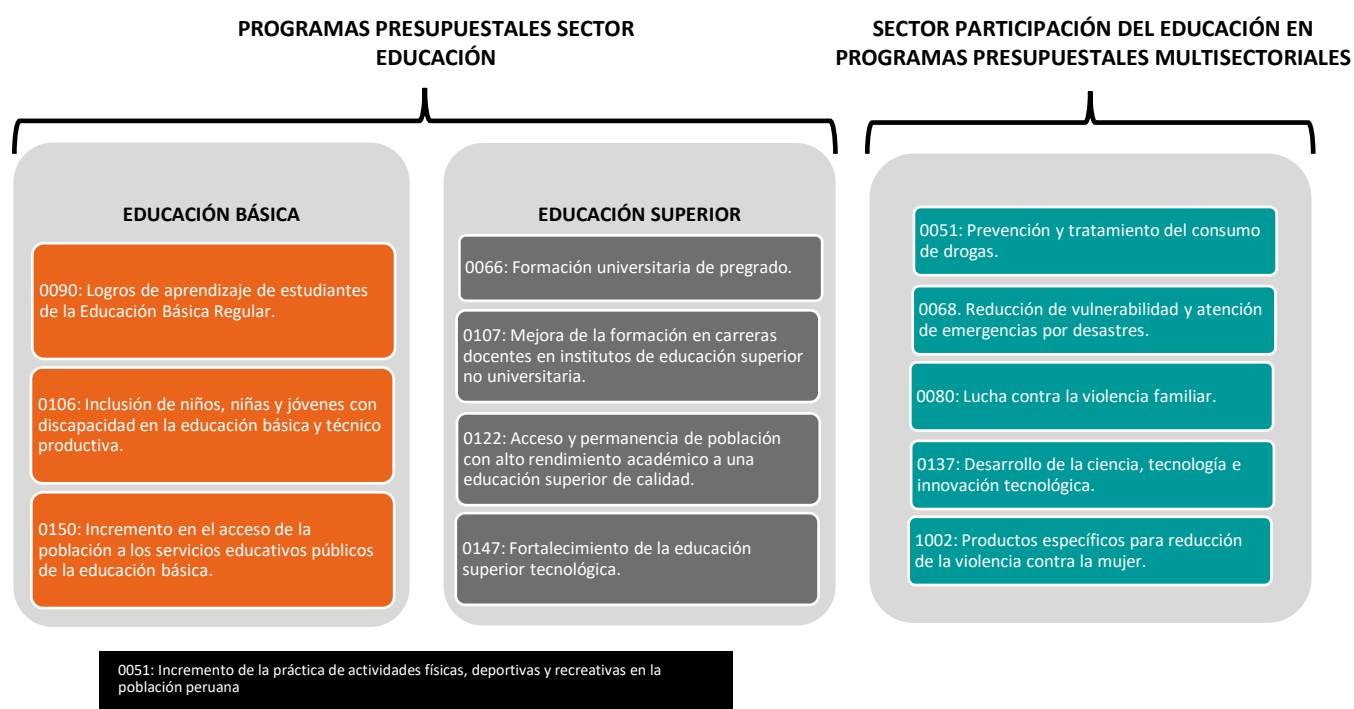 PROGRAMAS PRESUPUESTALES SECTOR
EDUCACIÓN
SECTOR PARTICIPACIÓN DEL EDUCACIÓN EN
PROGRAMAS PRESUPUESTALES MULTISECTORIALES
EDUCACIÓN BÁSICA
0090: Logros de aprendizaje de estudiantes
de la Educación Básica Regular.
0106: Inclusión de niños, niñas y jóvenes con
discapacidad en la educación básica y técnico
productiva.
0150: Incremento en el acceso de la
población a los servicios educativos públicos
de la educación básica.
EDUCACIÓN SUPERIOR
0066: Formación universitaria de pregrado.
0107: Mejora de la formación en carreras
docentes en institutos de educación superior
no universitaria.
0122: Acceso y permanencia de población
con alto rendimiento académico a una
educación superior de calidad.
0147: Fortalecimiento de la educación
superior tecnológica.
0051: Prevención y tratamiento del consumo
de drogas.
0068. Reducción de vulnerabilidad y atención
de emergencias por desastres.
0080: Lucha contra la violencia familiar.
0137: Desarrollo de la ciencia, tecnología e
innovación tecnológica.
1002: Productos específicos para reducción
de la violencia contra la mujer.
0051: Incremento de la práctica de actividades físicas, deportivas y recreativas en la
población peruana